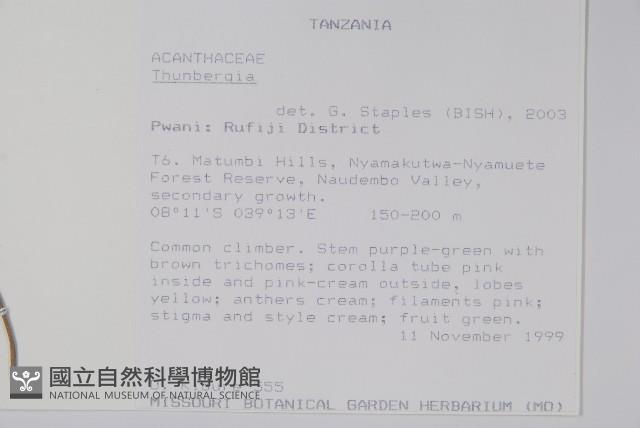 TANZANIA
ACANTHACEAE
Thunbergia
det. G. Staples (BISH), 2003
Pwani: Rufiji District
T6. Matumbi Hills, Nyamakutwa-Nyamuete
Forest Reserve, Naudembo Valley,
secondary growth.
08°11'S 039°13'E 150-200 m
Common climber. Stem purple-green with
brown trichomes; corolla tube pink
inside and pink-cream outside, lobes
yellow; anthers cream; filaments pink;
stigma and style cream; fruit green.
11 November 1999
國立自然科學博物館
NATIONAL MUSEUM OF NATURAL SCIENCE
MISSOURI BOTANICAL GARDEN HERBARIUM (MO)